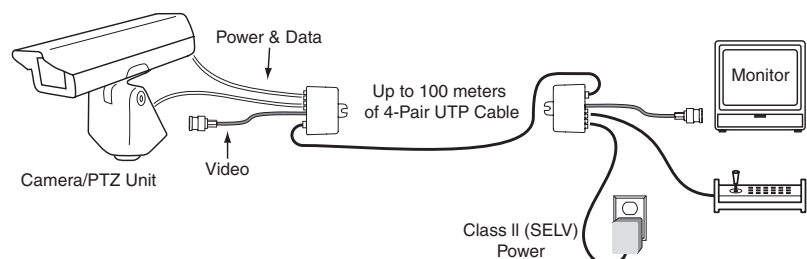 Power & Data
Up to 100 meters
of 4-Pair UTP Cable
Monitor
Video
Camera/PTZ Unit
Class II (SELV)
Power